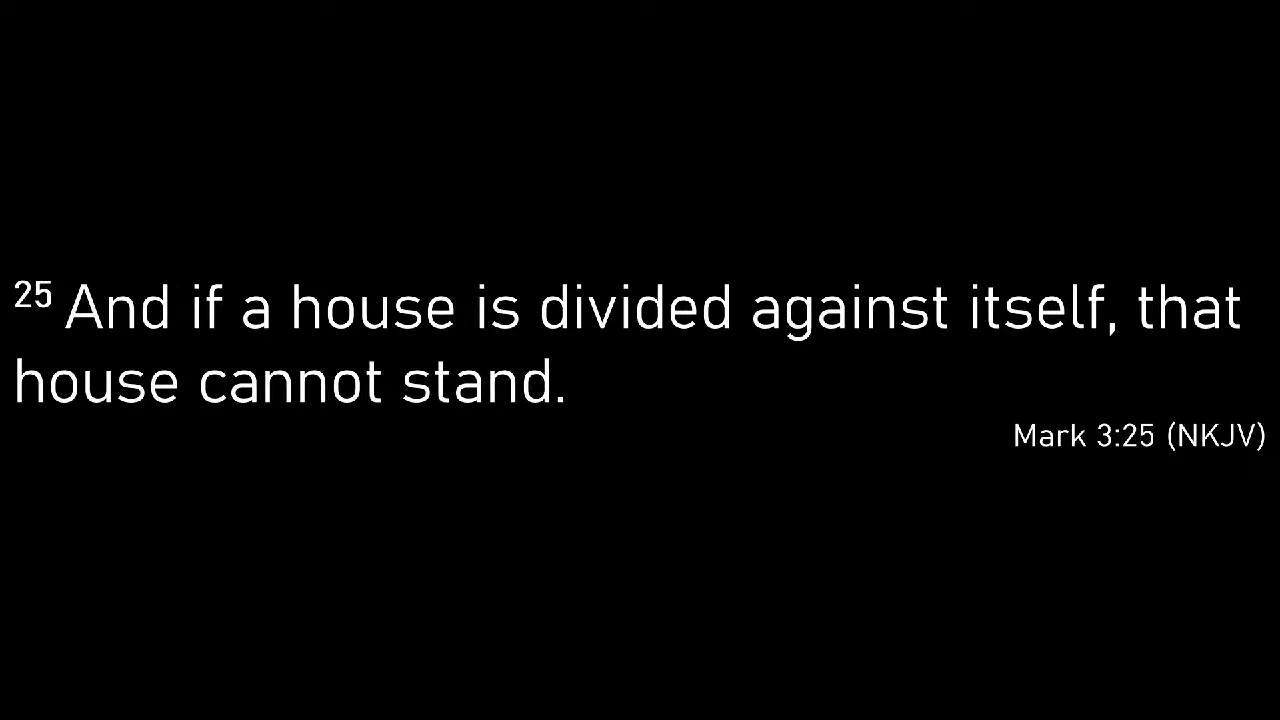 25 And if a house is divided against itself, that
house cannot stand.
Mark 3:25 (NKJV)